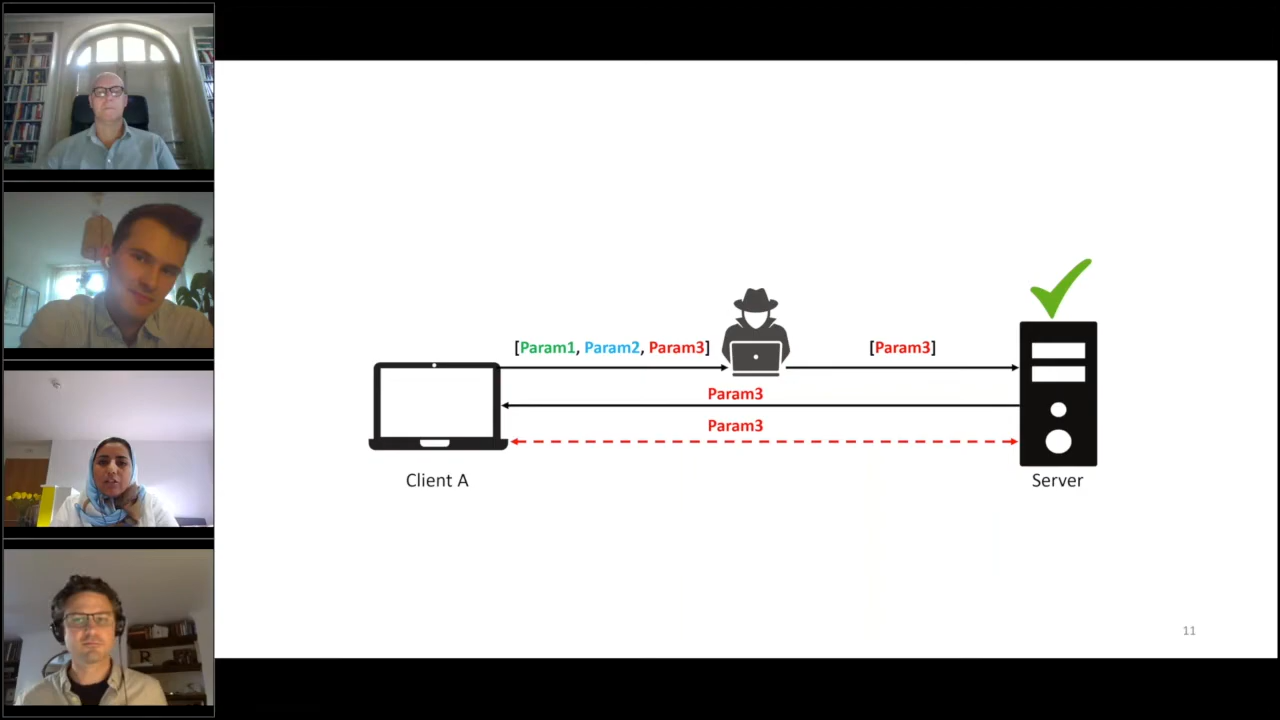 [Param1, Param2, Param3]
[Param3]
Param3
Param3
Client A
Server
11